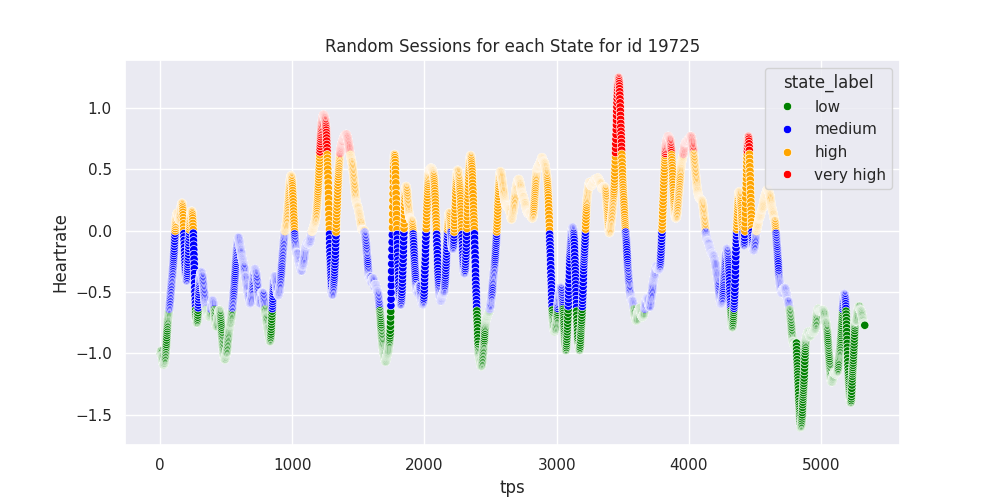 Random Sessions for each State for id 19725
state_label
low
medium
high
very high
Heartrate
1.0
0.5
0.0
−0.5
−1.0
−1.5
0 1000 2000 3000 4000 5000
tps